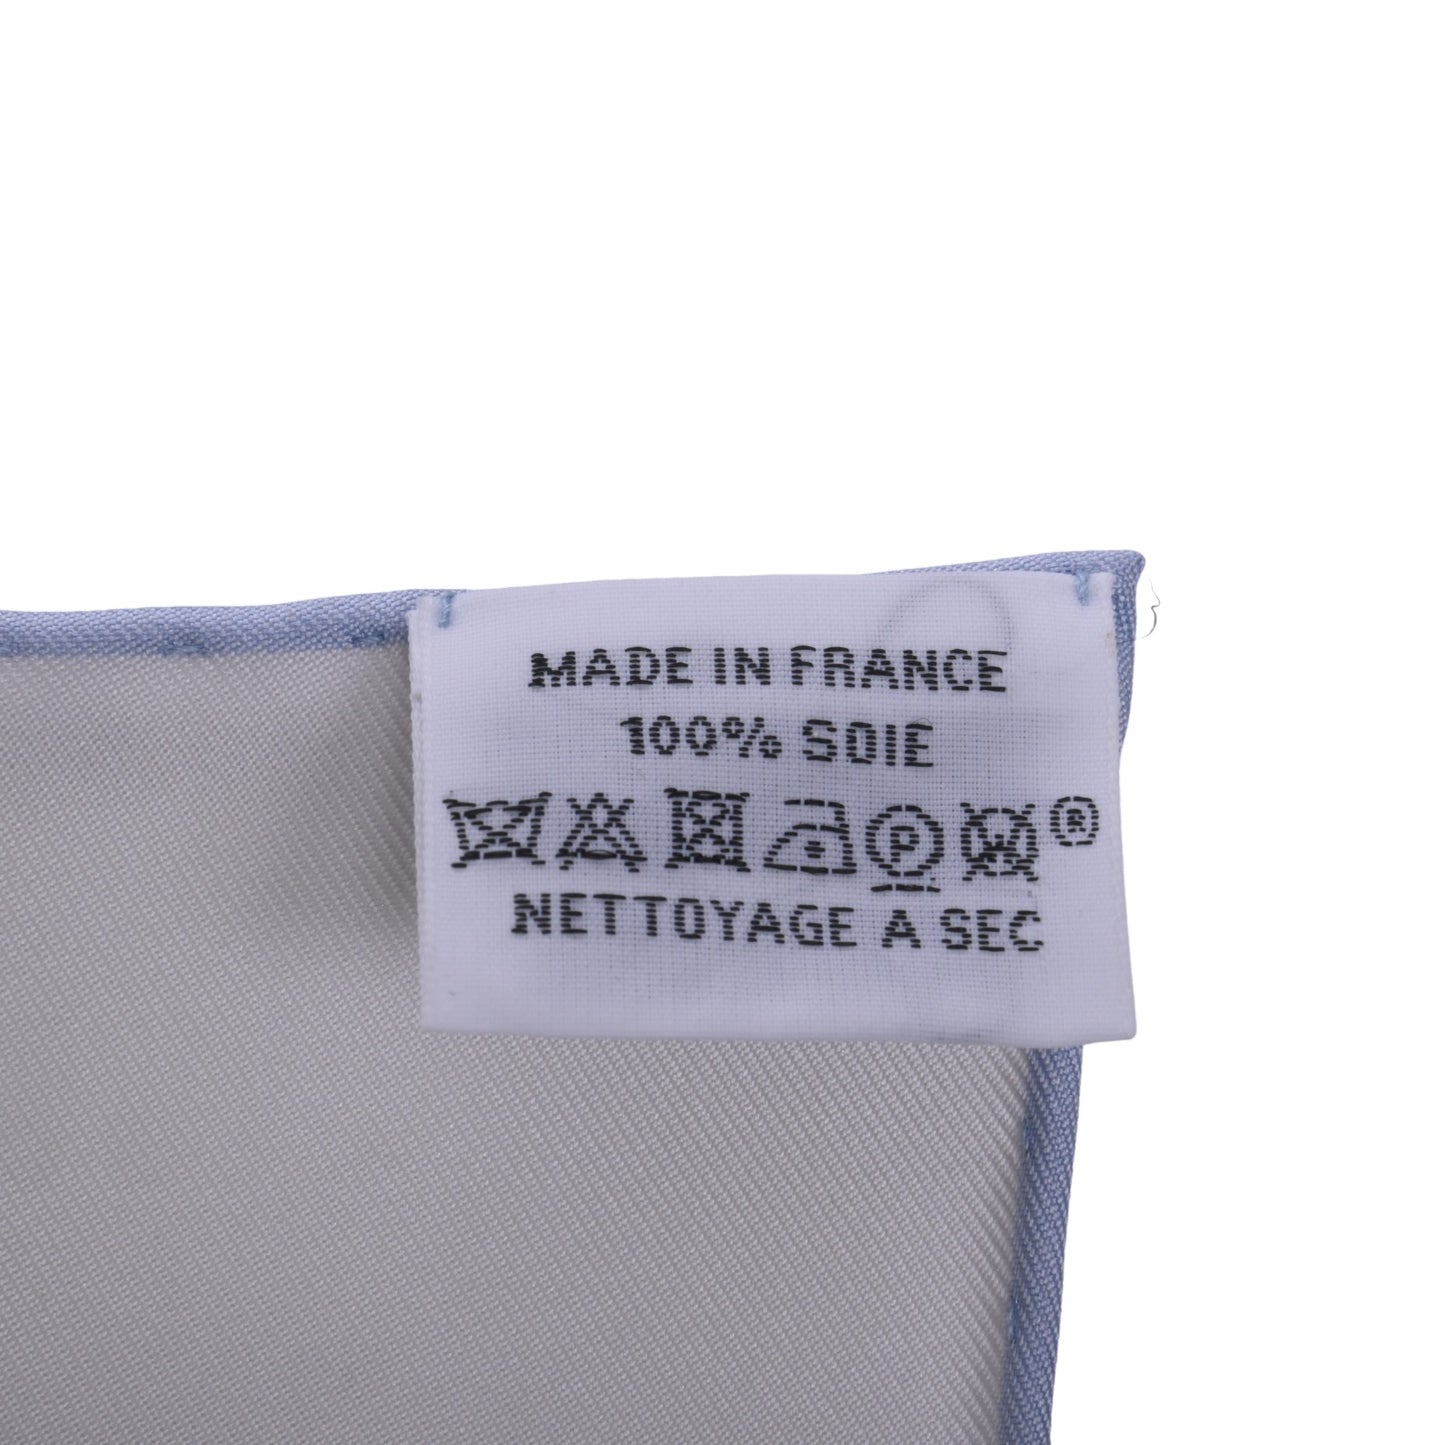 MADE IN FRANCE
100% SOIE
P W ®
NETTOYAGE A SEC